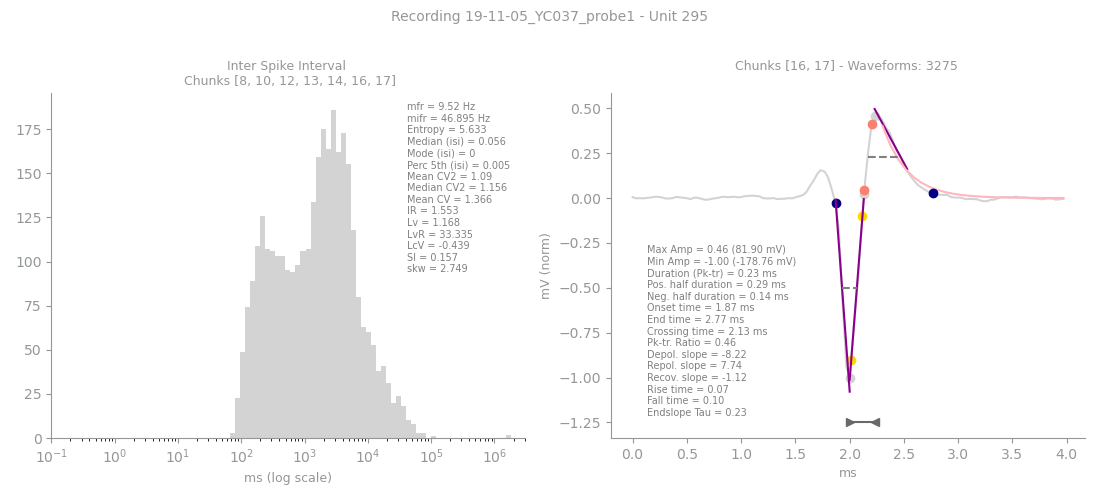 Recording 19-11-05_YC037_probe1 - Unit 295
Inter Spike Interval
Chunks [8, 10, 12, 13, 14, 16, 17]
mfr = 9.52 Hz
mifr = 46.895 Hz
Entropy = 5.633
Median (isi) = 0.056
Mode (isi) = 0
Perc 5th (isi) = 0.005
Mean CV2 = 1.09
Median CV2 = 1.156
Mean CV = 1.366
IR = 1.553
Lv = 1.168
LvR = 33.335
LcV = -0.439
SI = 0.157
skw = 2.749
175
150
125
100
75
50
25
0
10⁻¹ 10⁰ 10¹ 10² 10³ 10⁴ 10⁵ 10⁶
ms (log scale)
Chunks [16, 17] - Waveforms: 3275
0.50
0.25
0.00
−0.25
−0.50
−0.75
−1.00
−1.25
mV (norm)
Max Amp = 0.46 (81.90 mV)
Min Amp = -1.00 (-178.76 mV)
Duration (Pk-tr) = 0.23 ms
Pos. half duration = 0.29 ms
Neg. half duration = 0.14 ms
Onset time = 1.87 ms
End time = 2.77 ms
Crossing time = 2.13 ms
Pk-tr. Ratio = 0.46
Depol. slope = -8.22
Repol. slope = 7.74
Recov. slope = -1.12
Rise time = 0.07
Fall time = 0.10
Endslope Tau = 0.23
0.0 0.5 1.0 1.5 2.0 2.5 3.0 3.5 4.0
ms